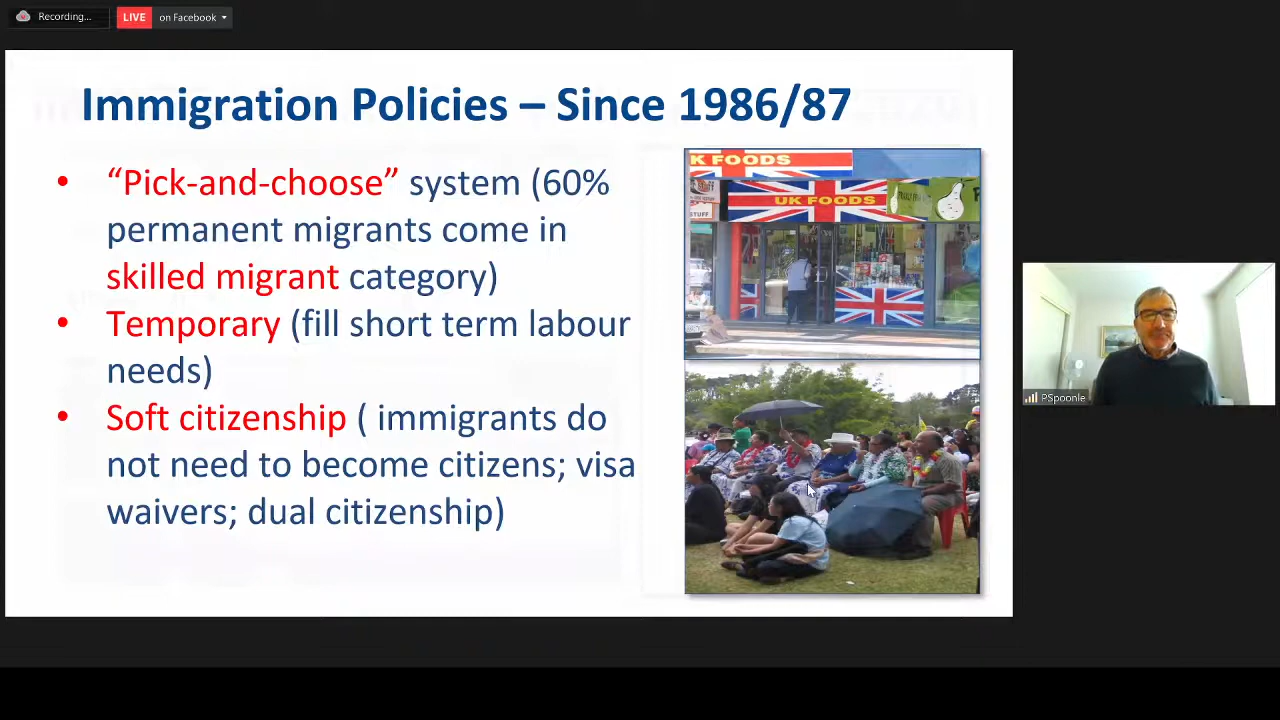 Recording...
LIVE on Facebook
Immigration Policies – Since 1986/87
• “Pick-and-choose” system (60%
permanent migrants come in
skilled migrant category)
• Temporary (fill short term labour
needs)
• Soft citizenship ( immigrants do
not need to become citizens; visa
waivers; dual citizenship)
K FOODS
UK FOODS
STUFF
PSpoonle